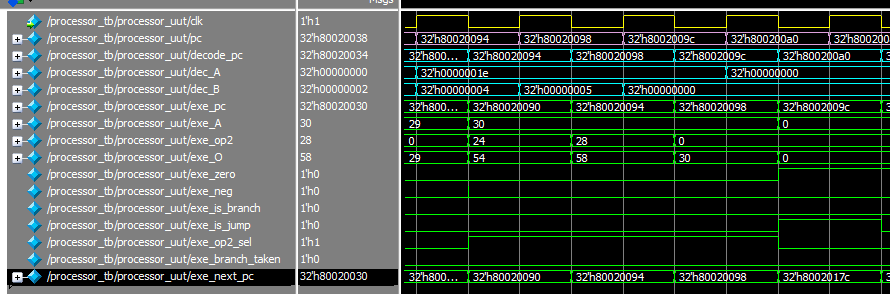 Msgs
/processor_tb/processor_uut/clk 1'h1
/processor_tb/processor_uut/pc 32'h80020038 32'h80020094 32'h80020098 32'h8002009c 32'h800200a0 32'h800200...
/processor_tb/processor_uut/decode_pc 32'h80020034 32'h800... 32'h80020094 32'h80020098 32'h8002009c 32'h800200a0
/processor_tb/processor_uut/dec_A 32'h00000000 32'h0000001e 32'h00000000
/processor_tb/processor_uut/dec_B 32'h00000002 32'h00000004 32'h00000005 32'h00000000
/processor_tb/processor_uut/exe_pc 32'h80020030 32'h800... 32'h80020090 32'h80020094 32'h80020098 32'h8002009c
/processor_tb/processor_uut/exe_A 30 29 30 0
/processor_tb/processor_uut/exe_op2 28 0 24 28 0
/processor_tb/processor_uut/exe_O 58 29 54 58 30 0
/processor_tb/processor_uut/exe_zero 1'h0
/processor_tb/processor_uut/exe_neg 1'h0
/processor_tb/processor_uut/exe_is_branch 1'h0
/processor_tb/processor_uut/exe_is_jump 1'h0
/processor_tb/processor_uut/exe_op2_sel 1'h1
/processor_tb/processor_uut/exe_branch_taken 1'h0
/processor_tb/processor_uut/exe_next_pc 32'h80020030 32'h800... 32'h80020090 32'h80020094 32'h80020098 32'h8002017c